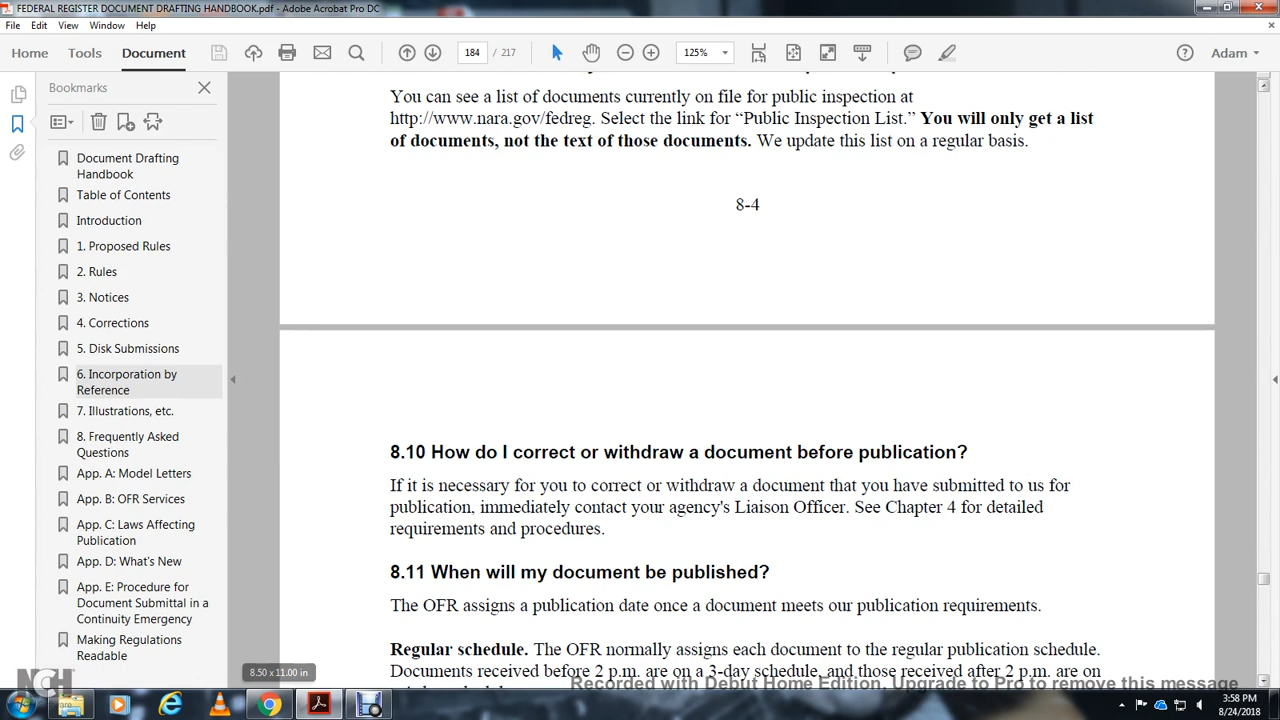 FEDERAL REGISTER DOCUMENT DRAFTING HANDBOOK.pdf - Adobe Acrobat Pro DC
File Edit View Window Help
Home Tools Document 184 / 217 125% Adam
Bookmarks
Document Drafting
Handbook
Table of Contents
Introduction
1. Proposed Rules
2. Rules
3. Notices
4. Corrections
5. Disk Submissions
6. Incorporation by
Reference
7. Illustrations, etc.
8. Frequently Asked
Questions
App. A: Model Letters
App. B: OFR Services
App. C: Laws Affecting
Publication
App. D: What's New
App. E: Procedure for
Document Submittal in a
Continuity Emergency
Making Regulations
Readable
You can see a list of documents currently on file for public inspection at
http://www.nara.gov/fedreg. Select the link for “Public Inspection List.” You will only get a list
of documents, not the text of those documents. We update this list on a regular basis.
8-4
8.10 How do I correct or withdraw a document before publication?
If it is necessary for you to correct or withdraw a document that you have submitted to us for
publication, immediately contact your agency's Liaison Officer. See Chapter 4 for detailed
requirements and procedures.
8.11 When will my document be published?
The OFR assigns a publication date once a document meets our publication requirements.
Regular schedule. The OFR normally assigns each document to the regular publication schedule.
Documents received before 2 p.m. are on a 3-day schedule, and those received after 2 p.m. are on
8.50 x 11.00 in
Recorded with Debut Home Edition. Upgrade to Pro to remove this message
NCH
3:58 PM
8/24/2018